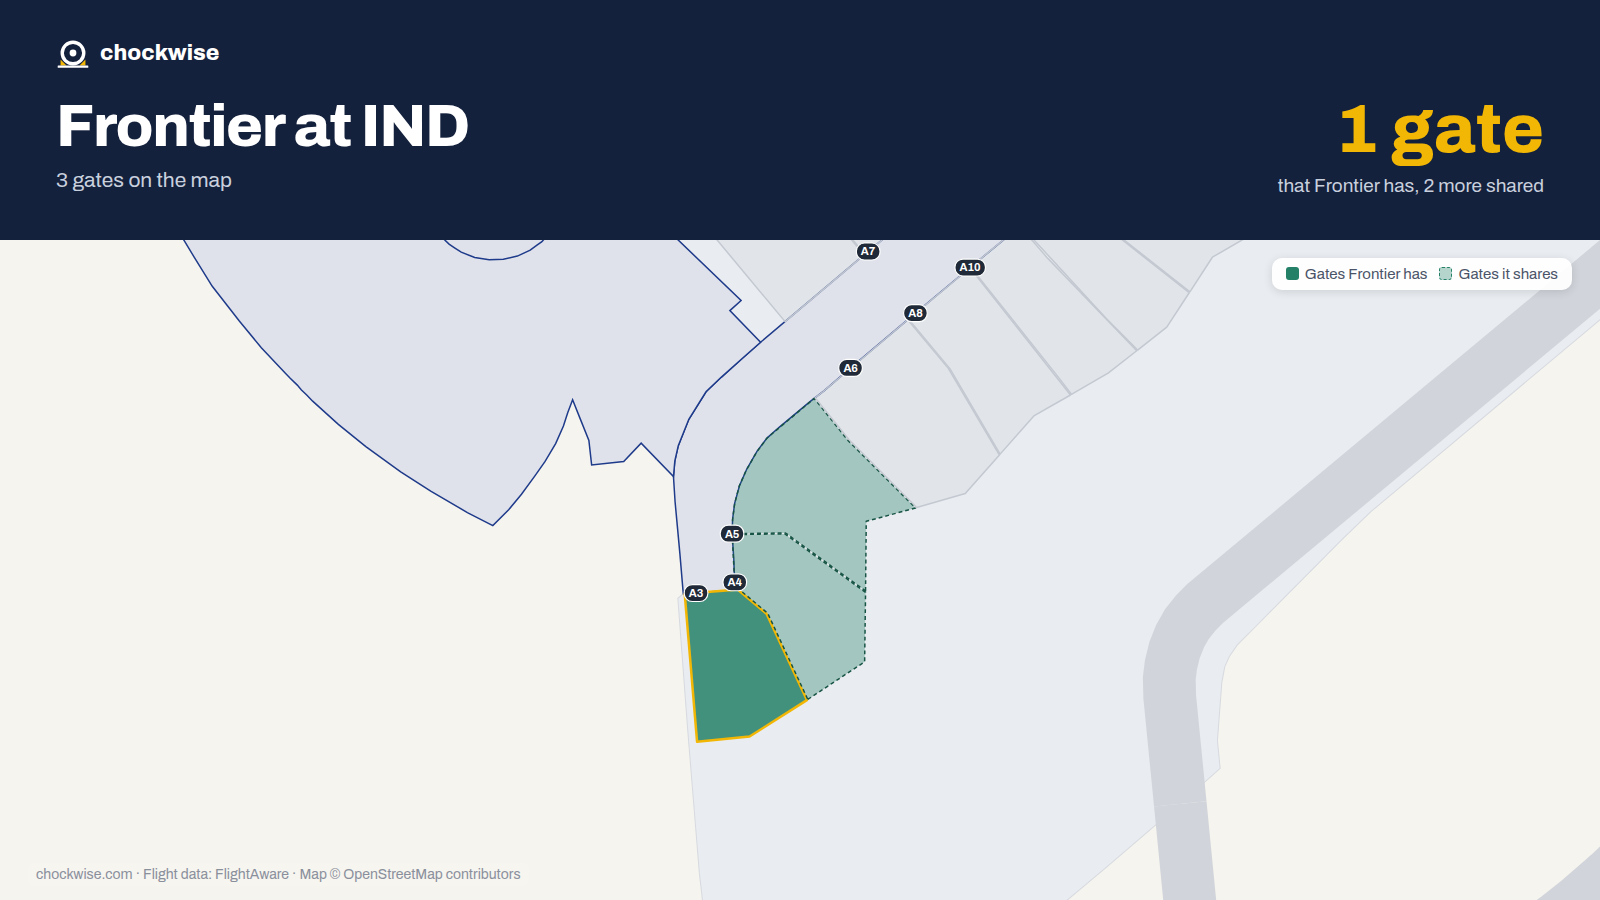 chockwise
Frontier at IND
3 gates on the map
1 gate
that Frontier has, 2 more shared
Gates Frontier has
Gates it shares
A7
A10
A8
A6
A5
A4
A3
chockwise.com · Flight data: FlightAware · Map © OpenStreetMap contributors